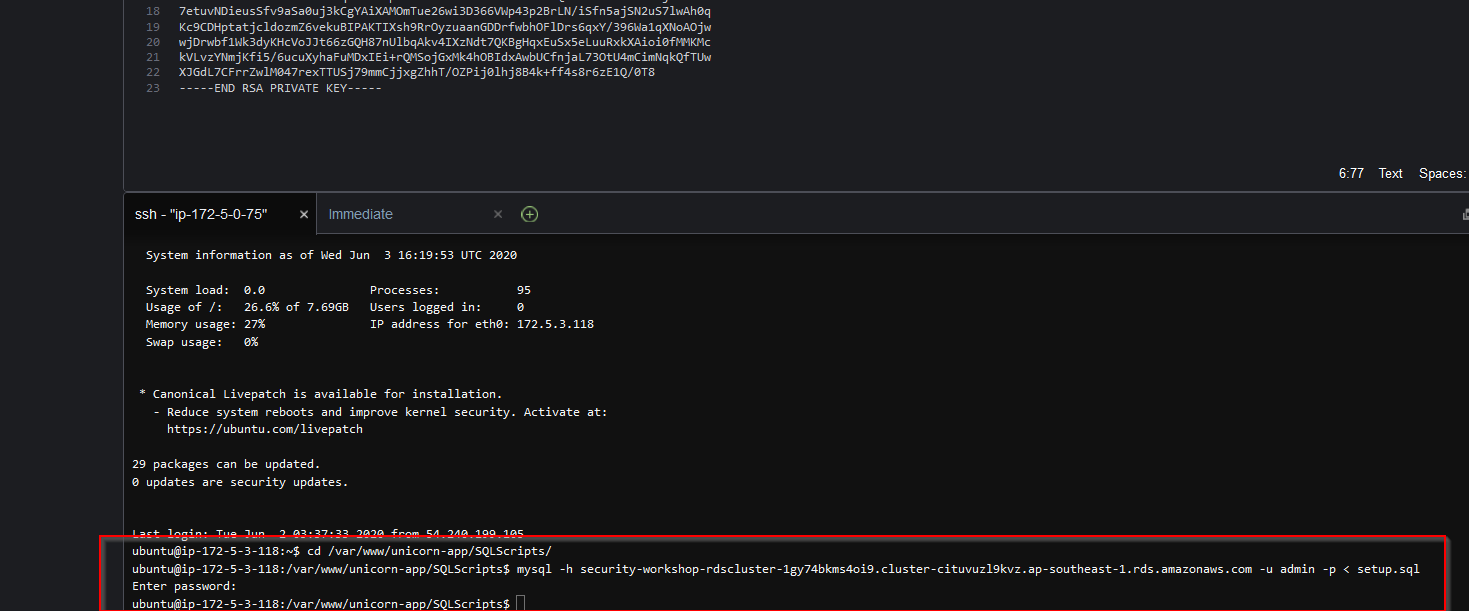 18 7etuvNDieusSfv9aSa0uj3kCgYAiXAMOmTue26wi3D366VWp43p2BrLN/iSfn5ajSN2uS7lwAh0q
19 Kc9CDHptatjcldozmZ6vekuBIPAKTIXsh9RrOyzuaanGDDrfwbhOFlDrs6qxY/396Wa1qXNoAOjw
20 wjDrwbf1Wk3dyKHcVoJJt66zGQH87nUlbqAkv4IXzNdt7QKBgHqxEuSx5eLuuRxkXAioi0fMMKMc
21 kVLvzYNmjKfi5/6ucuXyhaFuMDxIEi+rQMSojGxMk4hOBIdxAwbUCfnjaL73OtU4mCimNqkQfTUw
22 XJGdL7CFrrZwlM047rexTTUSj79mmCjjxgZhhT/OZPij0lhj8B4k+ff4s8r6zE1Q/0T8
23 -----END RSA PRIVATE KEY-----
6:77 Text Spaces:
ssh - "ip-172-5-0-75" × Immediate ×
System information as of Wed Jun 3 16:19:53 UTC 2020
System load: 0.0 Processes: 95
Usage of /: 26.6% of 7.69GB Users logged in: 0
Memory usage: 27% IP address for eth0: 172.5.3.118
Swap usage: 0%
* Canonical Livepatch is available for installation.
- Reduce system reboots and improve kernel security. Activate at:
https://ubuntu.com/livepatch
29 packages can be updated.
0 updates are security updates.
Last login: Tue Jun 2 03:37:33 2020 from 54.240.199.105
ubuntu@ip-172-5-3-118:~$ cd /var/www/unicorn-app/SQLScripts/
ubuntu@ip-172-5-3-118:/var/www/unicorn-app/SQLScripts$ mysql -h security-workshop-rdscluster-1gy74bkms4oi9.cluster-cituvuzl9kvz.ap-southeast-1.rds.amazonaws.com -u admin -p < setup.sql
Enter password:
ubuntu@ip-172-5-3-118:/var/www/unicorn-app/SQLScripts$